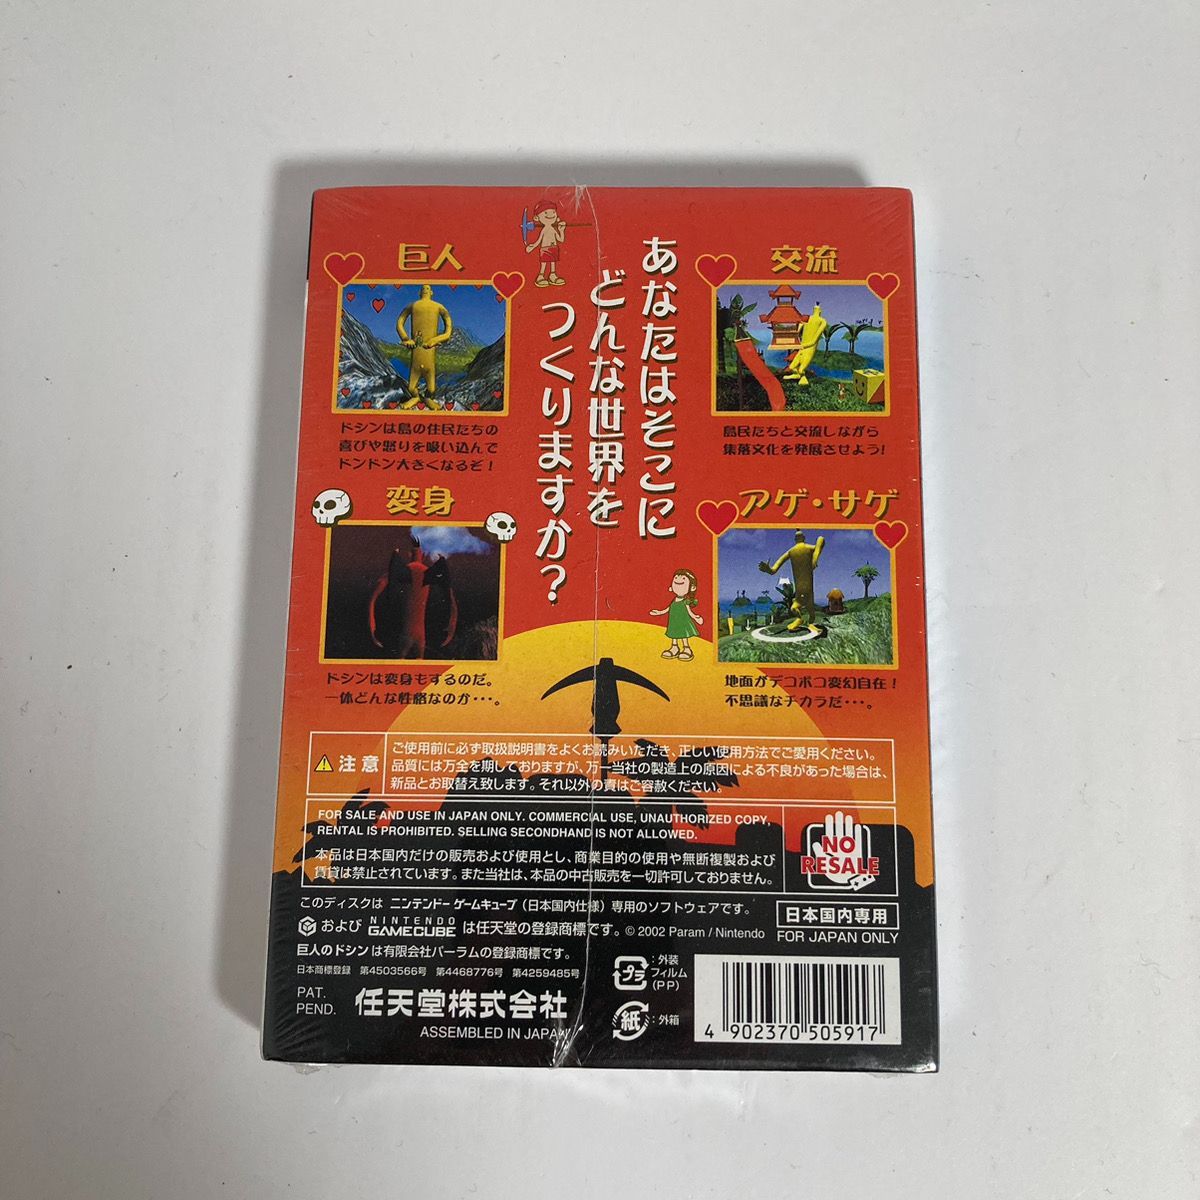 あなたはそこに
どんな世界を
つくりますか?
巨人
ドシンは島の住民たちの
喜びや怒りを吸い込んで
ドンドン大きくなるぞ!
交流
島民たちと交流しながら
集落文化を発展させよう!
変身
ドシンは変身もするのだ。
一体どんな性格なのか・・・。
アゲ・サゲ
地面がデコボコ変幻自在!
不思議なチカラだ・・・。
注意
ご使用前に必ず取扱説明書をよくお読みいただき、正しい使用方法でご愛用ください。
品質には万全を期しておりますが、万一当社の製造上の原因による不良があった場合は、
新品とお取替え致します。それ以外の責はご容赦ください。
FOR SALE AND USE IN JAPAN ONLY. COMMERCIAL USE, UNAUTHORIZED COPY,
RENTAL IS PROHIBITED. SELLING SECONDHAND IS NOT ALLOWED.
本品は日本国内だけの販売および使用とし、商業目的の使用や無断複製および
賃貸は禁止されています。また当社は、本品の中古販売を一切許可しておりません。
NO
RESALE
このディスクは ニンテンドー ゲームキューブ (日本国内仕様) 専用のソフトウェアです。
および NINTENDO GAMECUBE は任天堂の登録商標です。 © 2002 Param / Nintendo
巨人のドシン は有限会社パーラムの登録商標です。
日本商標登録 第4503566号 第4468776号 第4259485号
日本国内専用
FOR JAPAN ONLY
PAT.
PEND.
任天堂株式会社
ASSEMBLED IN JAPAN
プラ
:外装
フィルム
(PP)
紙
:外箱
4 902370 505917